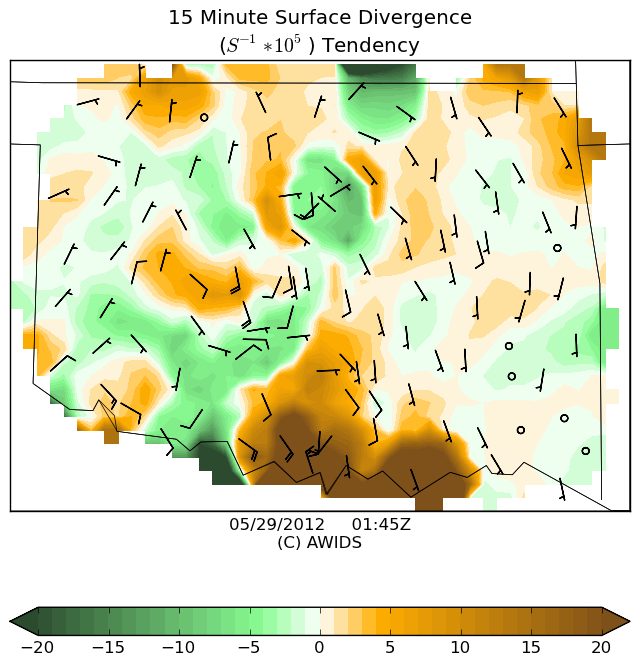 15 Minute Surface Divergence
(S⁻¹ *10⁵ ) Tendency
05/29/2012 01:45Z
(C) AWIDS
−20 −15 −10 −5 0 5 10 15 20